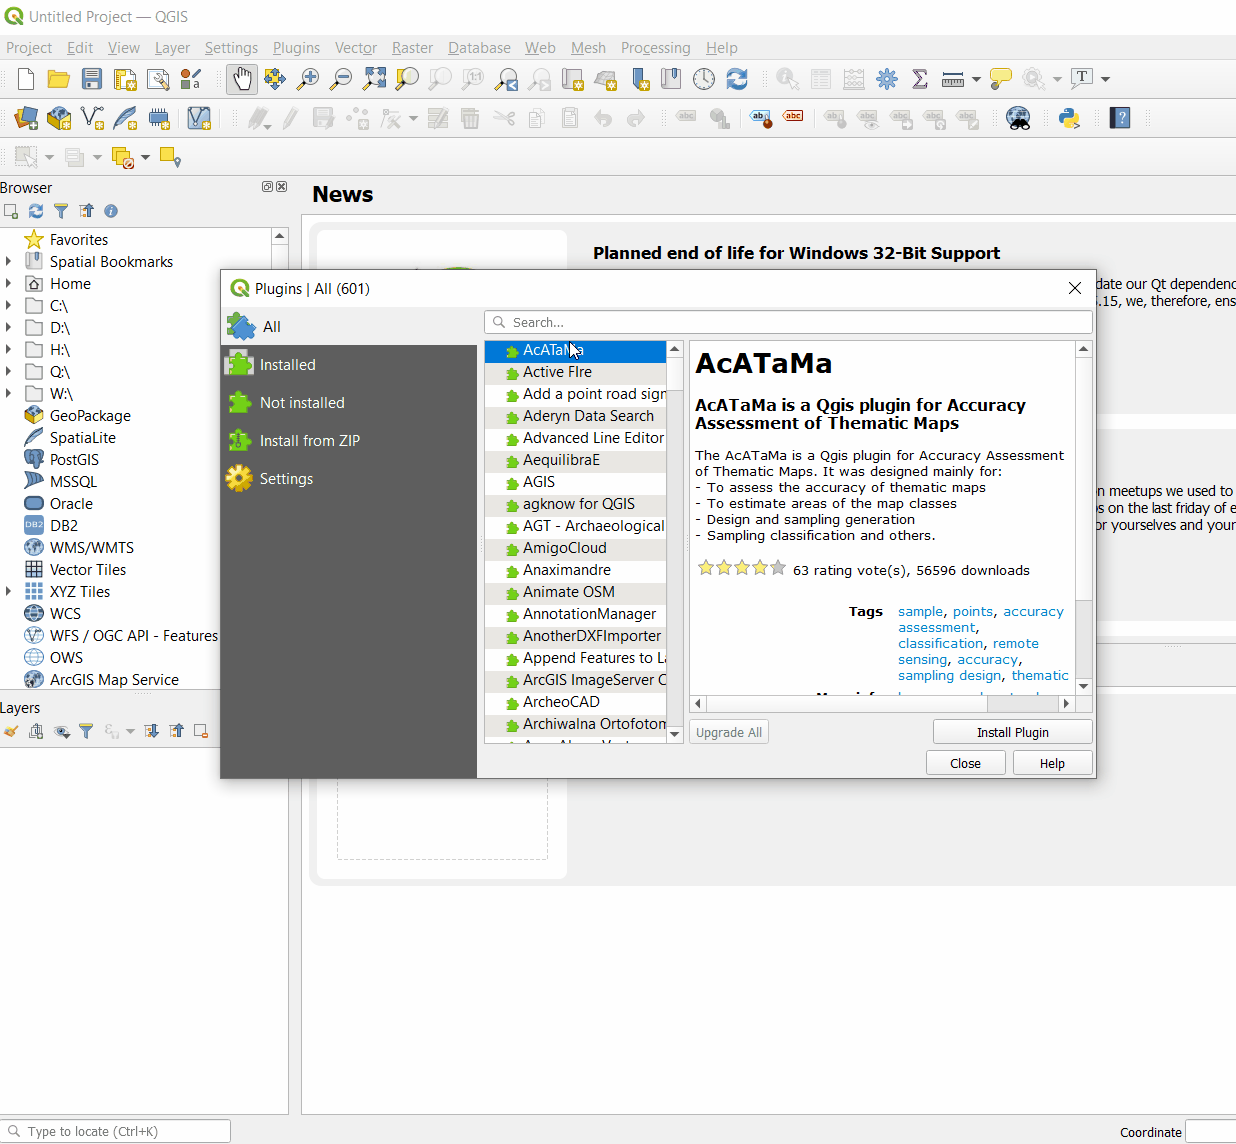 Untitled Project — QGIS
Project Edit View Layer Settings Plugins Vector Raster Database Web Mesh Processing Help
Browser
News
Favorites
Spatial Bookmarks
Home
C:\
D:\
H:\
Q:\
W:\
GeoPackage
SpatiaLite
PostGIS
MSSQL
Oracle
DB2
WMS/WMTS
Vector Tiles
XYZ Tiles
WCS
WFS / OGC API - Features
OWS
ArcGIS Map Service
Layers
Planned end of life for Windows 32-Bit Support
date our Qt dependenc
.15, we, therefore, ens
n meetups we used to
s on the last friday of e
or yourselves and your
Plugins | All (601)
All
Installed
Not installed
Install from ZIP
Settings
Search...
AcATaMa
Active FIre
Add a point road sign
Aderyn Data Search
Advanced Line Editor
AequilibraE
AGIS
agknow for QGIS
AGT - Archaeological
AmigoCloud
Anaximandre
Animate OSM
AnnotationManager
AnotherDXFImporter
Append Features to La
ArcGIS ImageServer C
ArcheoCAD
Archiwalna Ortofoton
AcATaMa
AcATaMa is a Qgis plugin for Accuracy
Assessment of Thematic Maps
The AcATaMa is a Qgis plugin for Accuracy Assessment
of Thematic Maps. It was designed mainly for:
- To assess the accuracy of thematic maps
- To estimate areas of the map classes
- Design and sampling generation
- Sampling classification and others.
63 rating vote(s), 56596 downloads
Tags sample, points, accuracy
assessment,
classification, remote
sensing, accuracy,
sampling design, thematic
Upgrade All
Install Plugin
Close
Help
Type to locate (Ctrl+K)
Coordinate